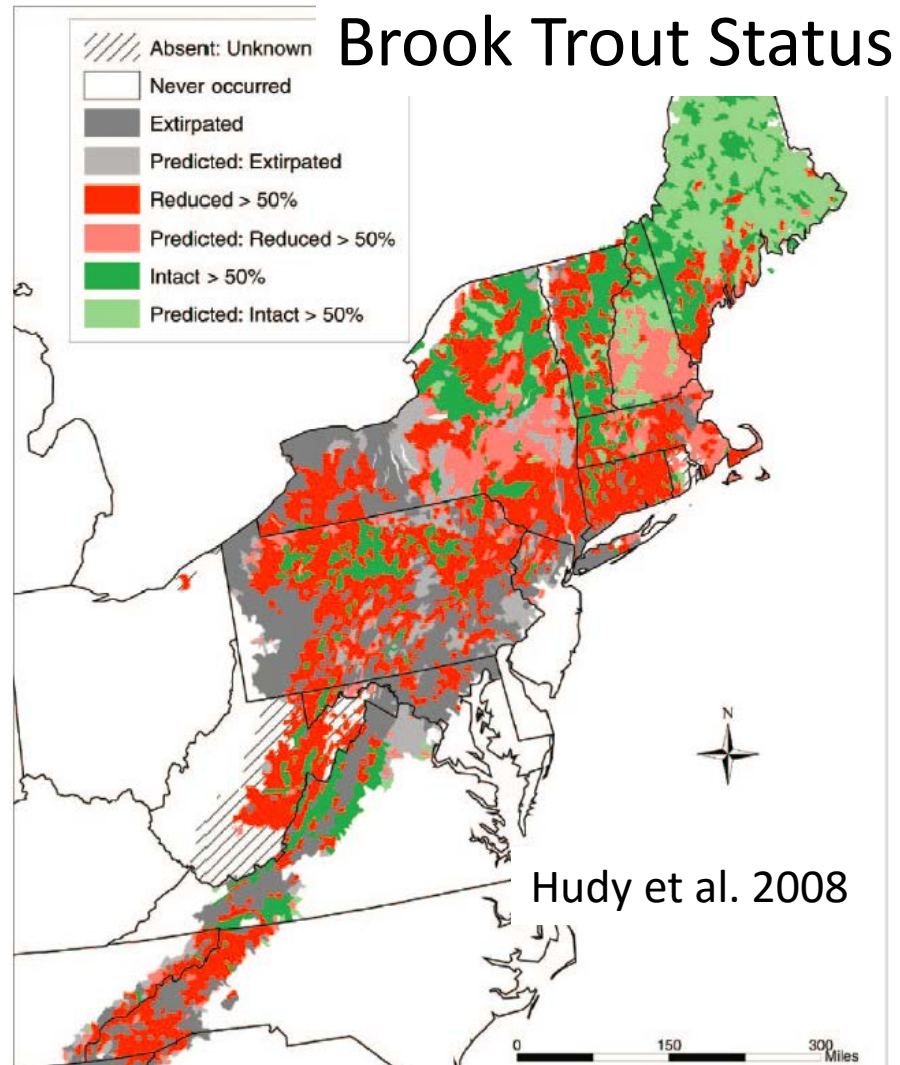 Brook Trout Status
Absent: Unknown
Never occurred
Extirpated
Predicted: Extirpated
Reduced > 50%
Predicted: Reduced > 50%
Intact > 50%
Predicted: Intact > 50%
N
Hudy et al. 2008
0 150 300
Miles